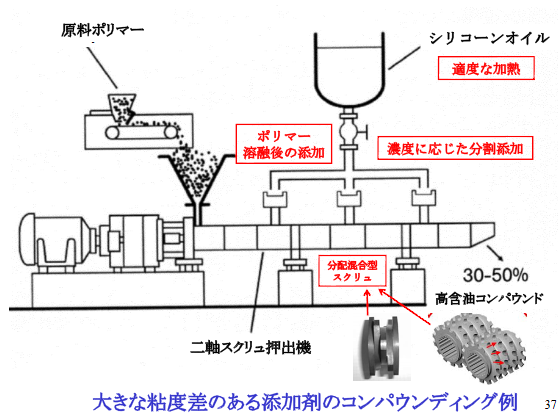 原料ポリマー
シリコーンオイル
適度な加熱
ポリマー
溶融後の添加
濃度に応じた分割添加
分配混合型
スクリュ
30-50%
高含油コンパウンド
二軸スクリュ押出機
大きな粘度差のある添加剤のコンパウンディング例
37